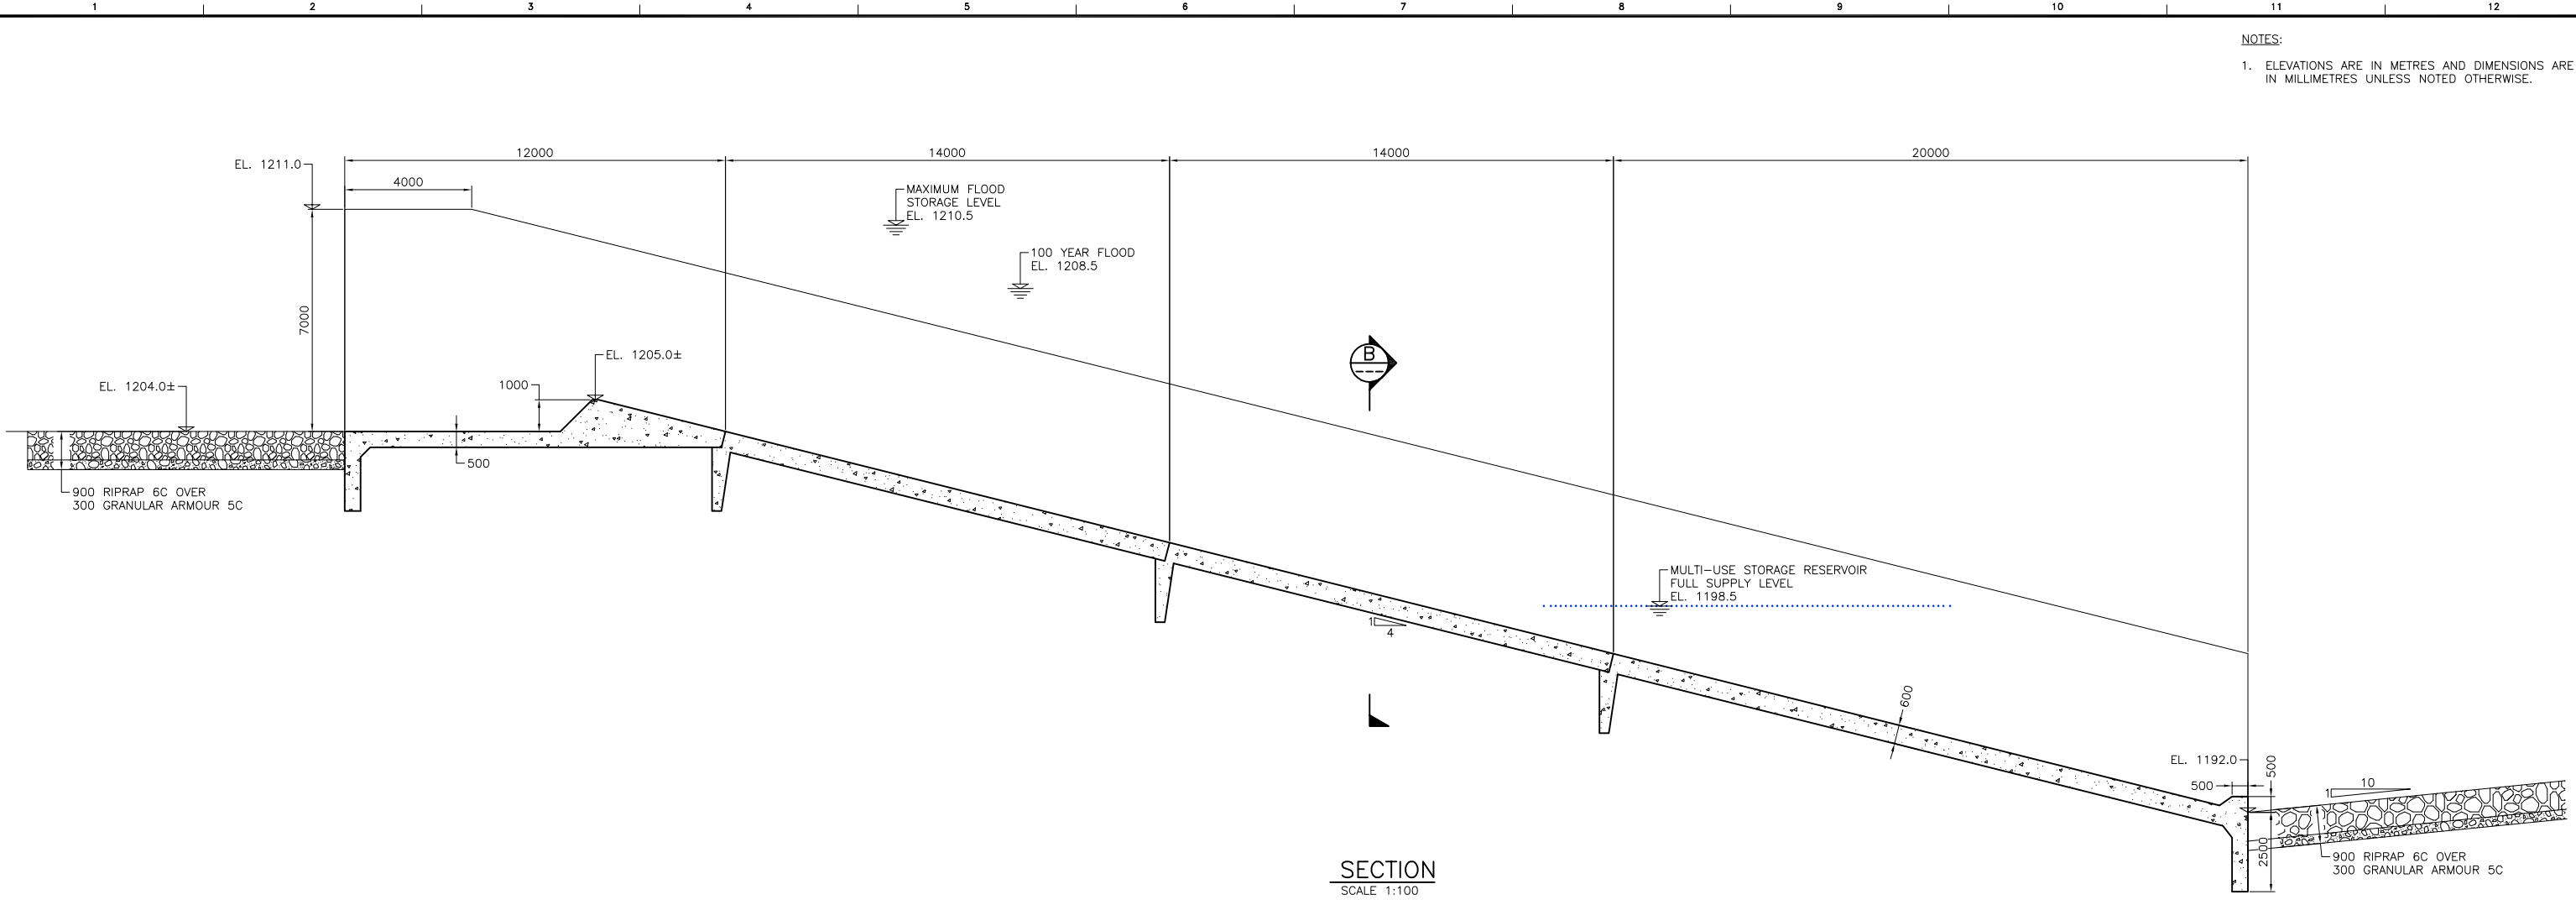 1 2 3 4 5 6 7 8 9 10 11 12
NOTES:
1. ELEVATIONS ARE IN METRES AND DIMENSIONS ARE
IN MILLIMETRES UNLESS NOTED OTHERWISE.
12000
14000
14000
20000
EL. 1211.0
4000
MAXIMUM FLOOD
STORAGE LEVEL
EL. 1210.5
100 YEAR FLOOD
EL. 1208.5
7000
B
EL. 1205.0±
EL. 1204.0±
1000
500
900 RIPRAP 6C OVER
300 GRANULAR ARMOUR 5C
MULTI-USE STORAGE RESERVOIR
FULL SUPPLY LEVEL
EL. 1198.5
1
4
600
EL. 1192.0
500
500
10
1
2500
900 RIPRAP 6C OVER
300 GRANULAR ARMOUR 5C
SECTION
SCALE 1:100